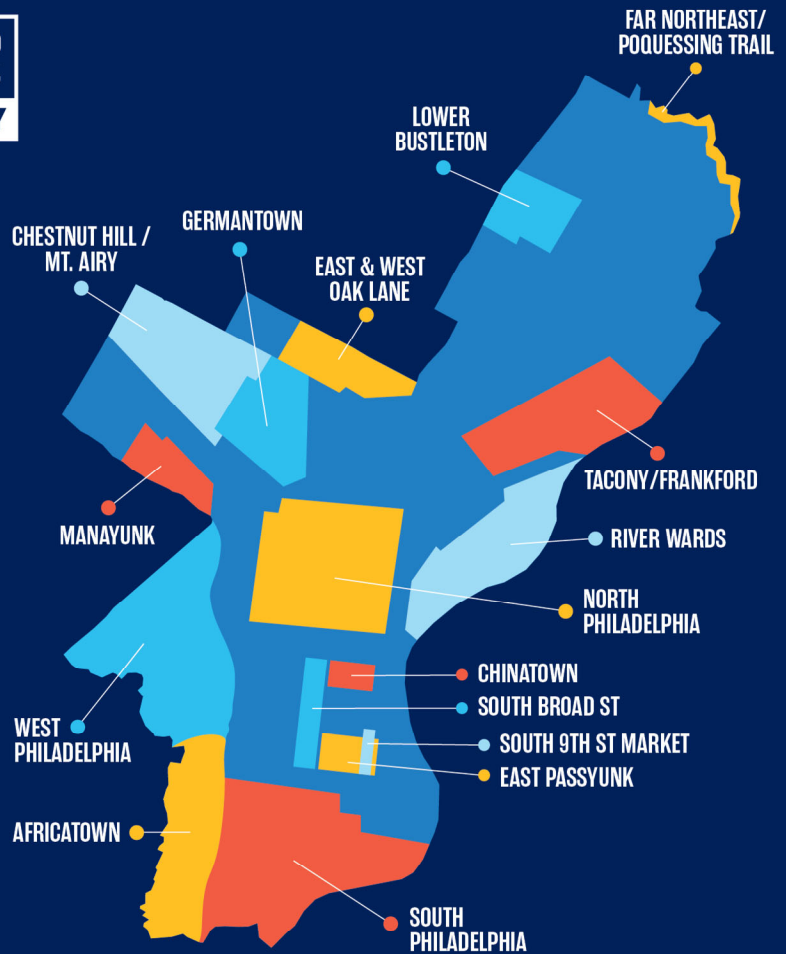 FAR NORTHEAST/
POQUESSING TRAIL
LOWER
BUSTLETON
GERMANTOWN
CHESTNUT HILL /
MT. AIRY
EAST & WEST
OAK LANE
TACONY/FRANKFORD
MANAYUNK
RIVER WARDS
NORTH
PHILADELPHIA
CHINATOWN
SOUTH BROAD ST
WEST
PHILADELPHIA
SOUTH 9TH ST MARKET
EAST PASSYUNK
AFRICATOWN
SOUTH
PHILADELPHIA